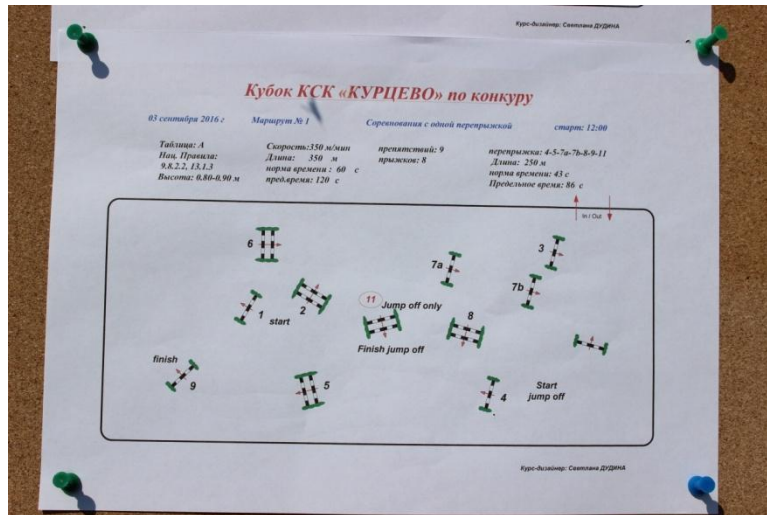 Курс-дизайнер: Светлана ДУДИНА
Кубок КСК «КУРЦЕВО» по конкуру
03 сентября 2016 г Маршрут № 1 Соревнования с одной перепрыжкой старт: 12:00
Таблица: А Скорость:350 м/мин препятствий: 9 перепрыжка: 4-5-7a-7b-8-9-11
Нац. Правила: Длина: 350 м прыжков: 8 Длина: 250 м
9.8.2.2, 13.1.3 норма времени : 60 с норма времени: 43 с
Высота: 0.80-0.90 м пред.время: 120 с Предельное время: 86 с
In / Out
6
3
7a
7b
2
11
Jump off only
1
start
8
Finish jump off
finish
9
5
4
Start
jump off
Курс-дизайнер: Светлана ДУДИНА